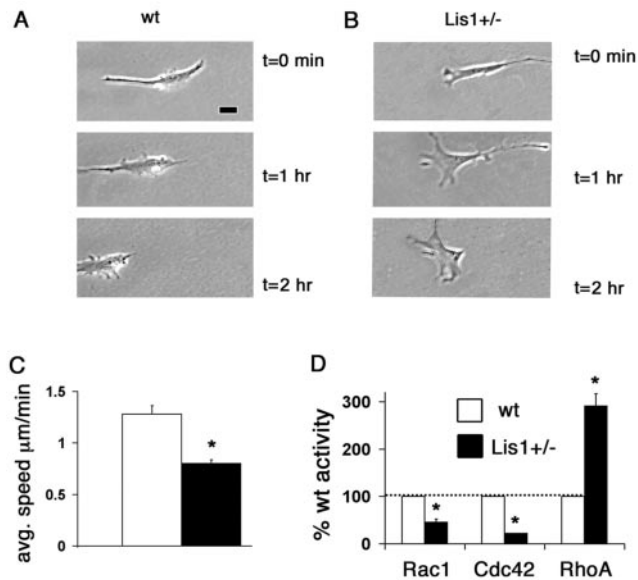 A
wt
t=0 min
t=1 hr
t=2 hr
B
Lis1+/-
t=0 min
t=1 hr
t=2 hr
C
avg. speed µm/min
1.5
1
0.5
0
*
D
% wt activity
300
200
100
0
wt
Lis1+/-
*
*
*
Rac1 Cdc42 RhoA